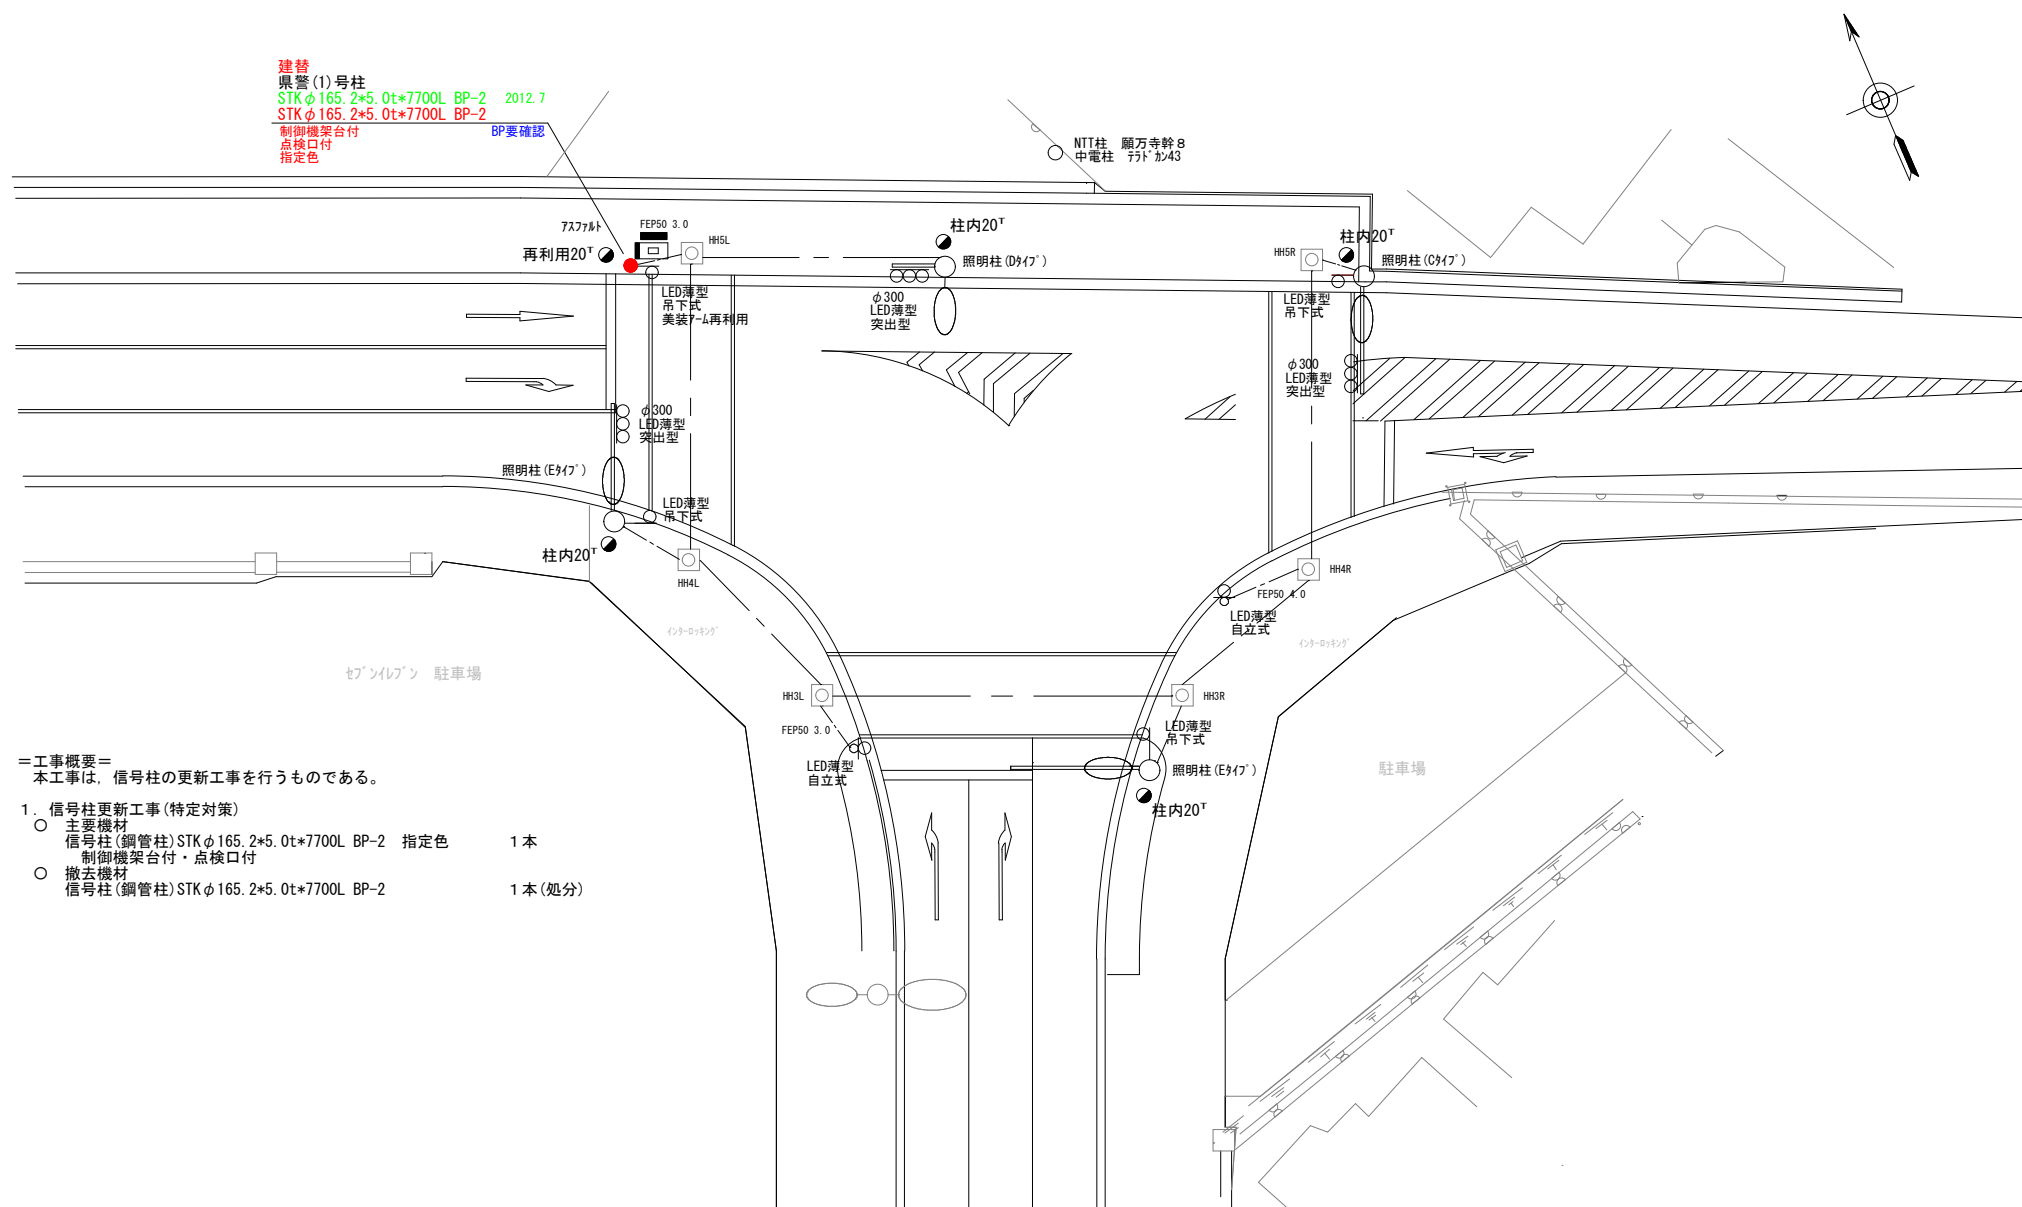 建替
県警(1)号柱
STKφ165.2*5.0t*7700L BP-2 2012.7
STKφ165.2*5.0t*7700L BP-2
制御機架台付 BP要確認
点検口付
指定色
NTT柱 願万寺幹8
中電柱 ﾃﾗﾄﾞｶﾝ43
ｱｽﾌｧﾙﾄ
FEP50 3.0
再利用20ᵀ
HH5L
柱内20ᵀ
照明柱(Dﾀｲﾌﾟ)
柱内20ᵀ
HH5R
照明柱(Cﾀｲﾌﾟ)
LED薄型
吊下式
美装ｱｰﾑ再利用
φ300
LED薄型
突出型
LED薄型
吊下式
φ300
LED薄型
突出型
φ300
LED薄型
突出型
照明柱(Eﾀｲﾌﾟ)
LED薄型
吊下式
柱内20ᵀ
HH4L
HH4R
FEP50 4.0
LED薄型
自立式
ｲﾝﾀｰﾛｯｷﾝｸﾞ
ｲﾝﾀｰﾛｯｷﾝｸﾞ
ｾﾌﾞﾝｲﾚﾌﾞﾝ 駐車場
HH3L
HH3R
FEP50 3.0
LED薄型
吊下式
LED薄型
自立式
照明柱(Eﾀｲﾌﾟ)
柱内20ᵀ
駐車場
=工事概要=
本工事は, 信号柱の更新工事を行うものである。
1. 信号柱更新工事(特定対策)
○ 主要機材
信号柱(鋼管柱)STKφ165.2*5.0t*7700L BP-2 指定色 1本
制御機架台付・点検口付
○ 撤去機材
信号柱(鋼管柱)STKφ165.2*5.0t*7700L BP-2 1本(処分)